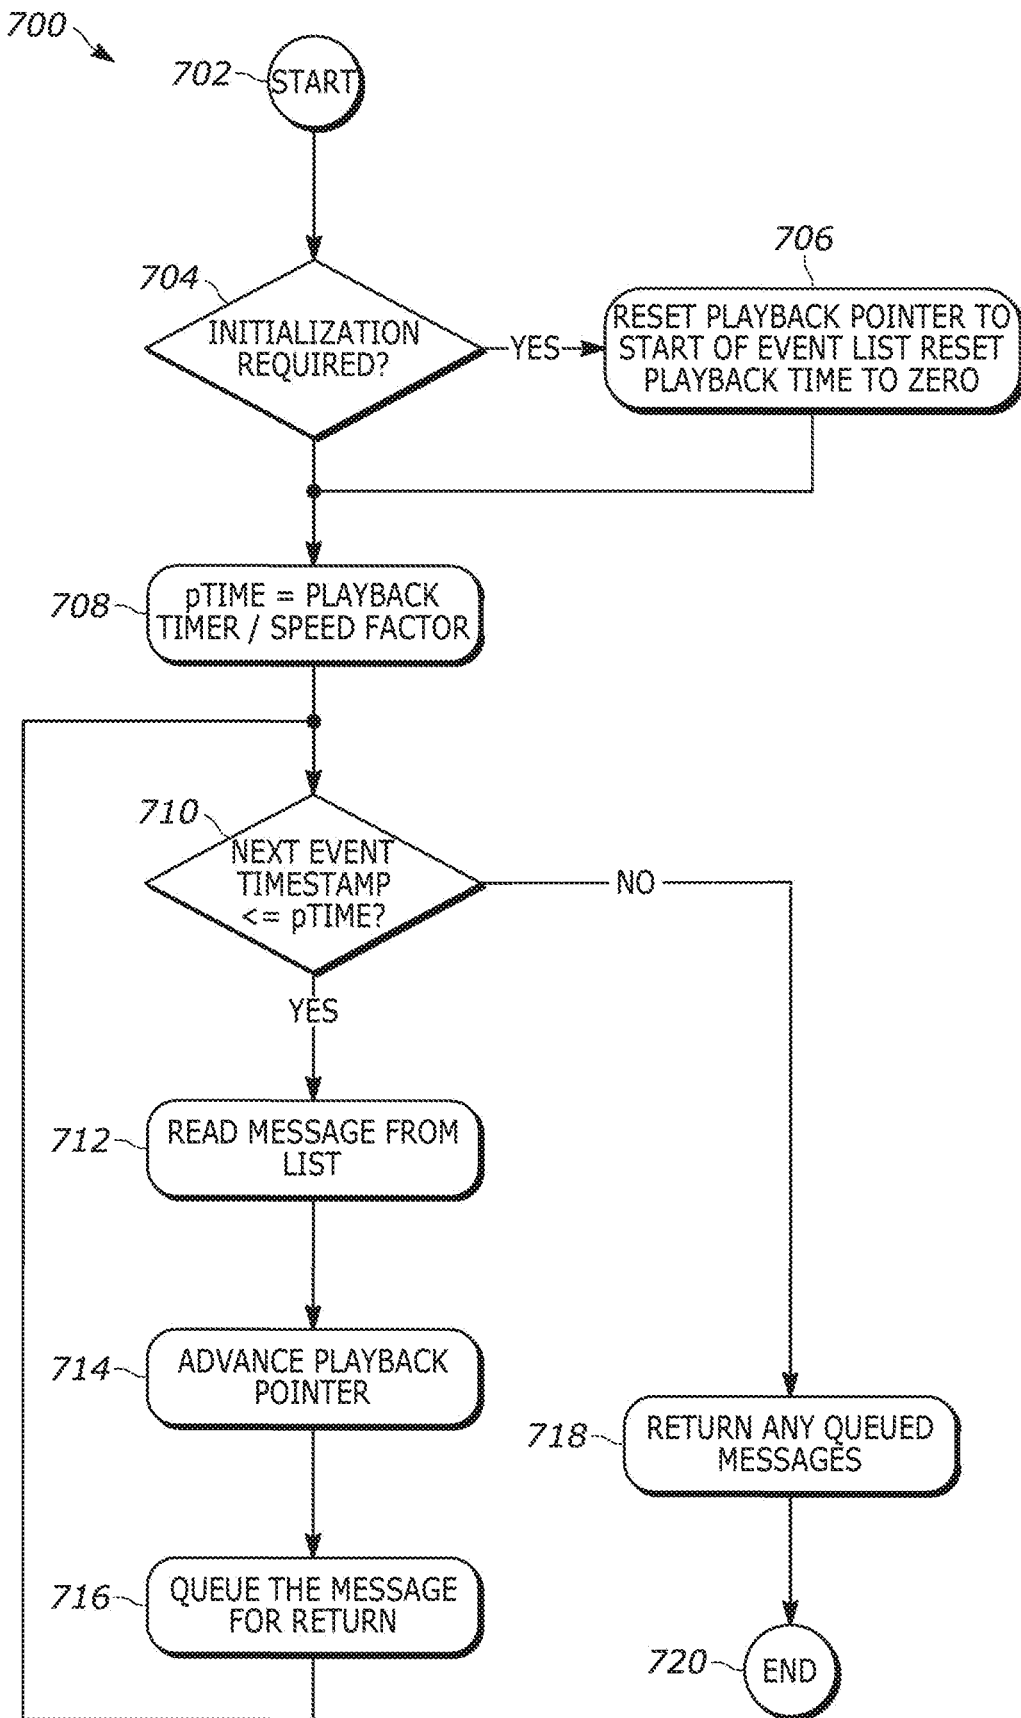 700
702
START
706
704
INITIALIZATION
REQUIRED?
YES
RESET PLAYBACK POINTER TO
START OF EVENT LIST RESET
PLAYBACK TIME TO ZERO
708
pTIME = PLAYBACK
TIMER / SPEED FACTOR
710
NEXT EVENT
TIMESTAMP
<= pTIME?
NO
YES
712
READ MESSAGE FROM
LIST
714
ADVANCE PLAYBACK
POINTER
718
RETURN ANY QUEUED
MESSAGES
716
QUEUE THE MESSAGE
FOR RETURN
720
END